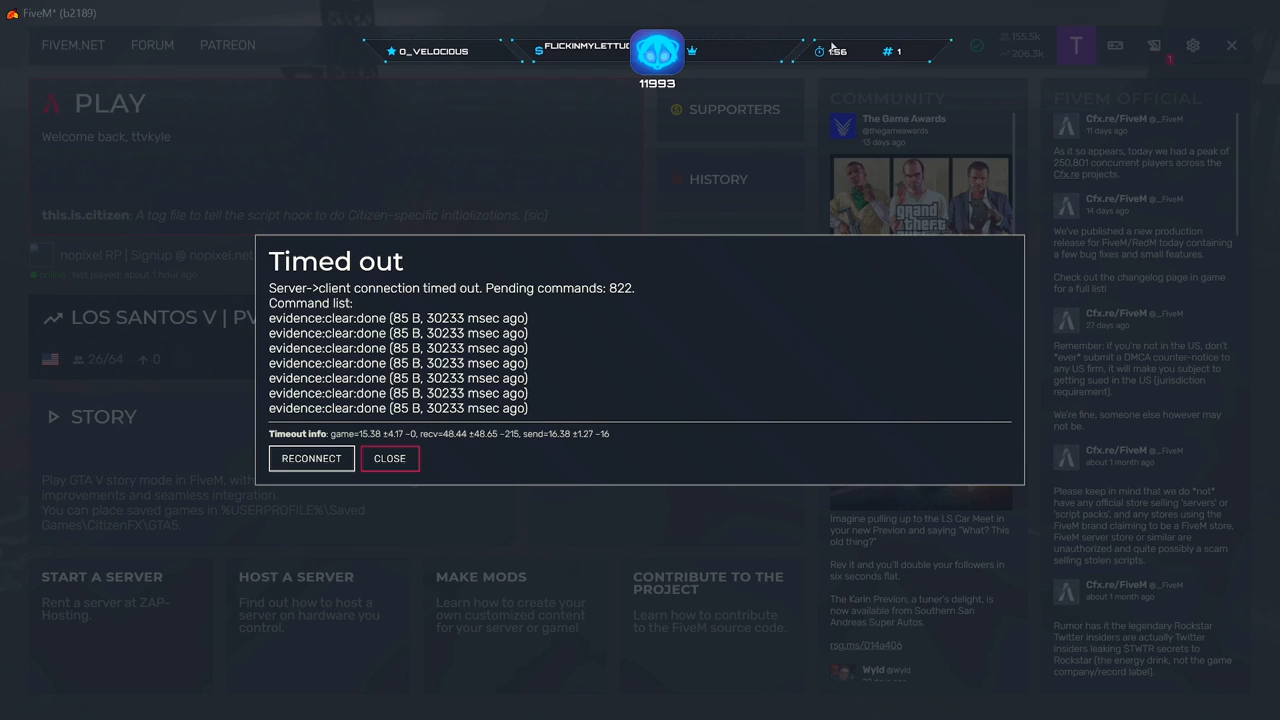 FiveM* (b2189)
FIVEM.NET
FORUM
PATREON
0_VELOCIOUS
FLICKINMYLETTUC
11993
1:56
# 1
155.5k
206.3k
T
1
PLAY
Welcome back, ttvkyle
this.is.citizen: A tag file to tell the script hook to do Citizen-specific initializations. (sic)
nopixel RP | Signup @ nopixel.net
online · last played: about 1 hour ago
LOS SANTOS V | PV
26/64
0
STORY
Play GTA V story mode in FiveM, with
improvements and seamless integration.
You can place saved games in %USERPROFILE%\Saved
Games\CitizenFX\GTA5.
SUPPORTERS
HISTORY
Timed out
Server->client connection timed out. Pending commands: 822.
Command list:
evidence:clear:done (85 B, 30233 msec ago)
evidence:clear:done (85 B, 30233 msec ago)
evidence:clear:done (85 B, 30233 msec ago)
evidence:clear:done (85 B, 30233 msec ago)
evidence:clear:done (85 B, 30233 msec ago)
evidence:clear:done (85 B, 30233 msec ago)
evidence:clear:done (85 B, 30233 msec ago)
Timeout info: game=15.38 ±4.17 ~0, recv=48.44 ±48.65 ~215, send=16.38 ±1.27 ~16
RECONNECT
CLOSE
START A SERVER
Rent a server at ZAP-
Hosting.
HOST A SERVER
Find out how to host a
server on hardware you
control.
MAKE MODS
Learn how to create your
own customized content
for your server or game!
CONTRIBUTE TO THE
PROJECT
Learn how to contribute
to the FiveM source code.
COMMUNITY
The Game Awards
@thegameawards
13 days ago
grand
theft
Imagine pulling up to the LS Car Meet in
your new Previon and saying "What? This
old thing?"
Rev it and you'll double your followers in
six seconds flat.
The Karin Previon, a tuner's delight, is
now available from Southern San
Andreas Super Autos.
rsg.ms/014a406
Wyld @wyld
FIVEM OFFICIAL
Cfx.re/FiveM @_FiveM
11 days ago
As it so appears, today we had a peak of
250,801 concurrent players across the
Cfx.re projects.
Cfx.re/FiveM @_FiveM
14 days ago
We've published a new production
release for FiveM/RedM today containing
a few bug fixes and small features.
Check out the changelog page in game
for a full list!
Cfx.re/FiveM @_FiveM
27 days ago
Remember: if you're not in the US, don't
*ever* submit a DMCA counter-notice to
any US firm, it will make you subject to
getting sued in the US (jurisdiction
requirement).
We're fine, someone else however may
not be.
Cfx.re/FiveM @_FiveM
about 1 month ago
Please keep in mind that we do *not*
have any official store selling 'servers' or
'script packs', and any stores using the
FiveM brand claiming to be a FiveM store,
FiveM server store or similar are
unauthorized and quite possibly a scam
selling stolen scripts.
Cfx.re/FiveM @_FiveM
about 1 month ago
Rumor has it the legendary Rockstar
Twitter insiders are actually Twitter
insiders leaking $TWTR secrets to
Rockstar (the energy drink, not the game
company/record label).